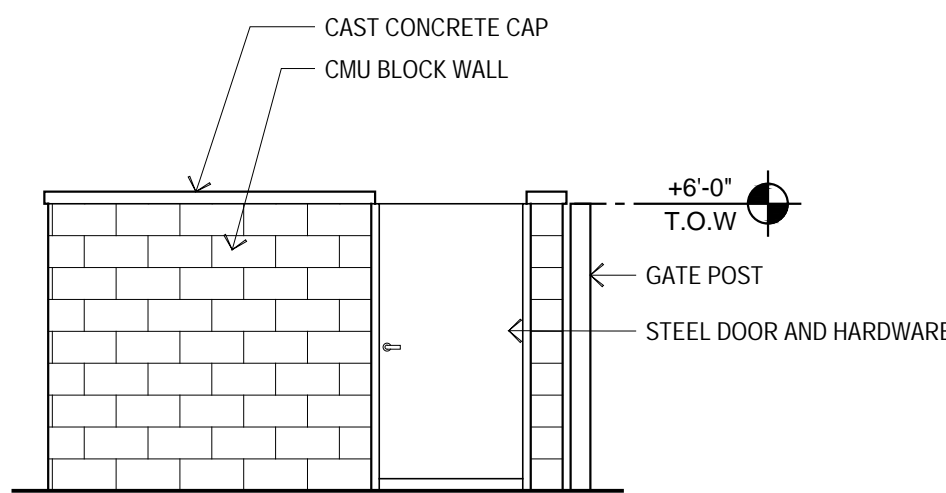 CAST CONCRETE CAP
CMU BLOCK WALL
+6'-0"
T.O.W
GATE POST
STEEL DOOR AND HARDWARE